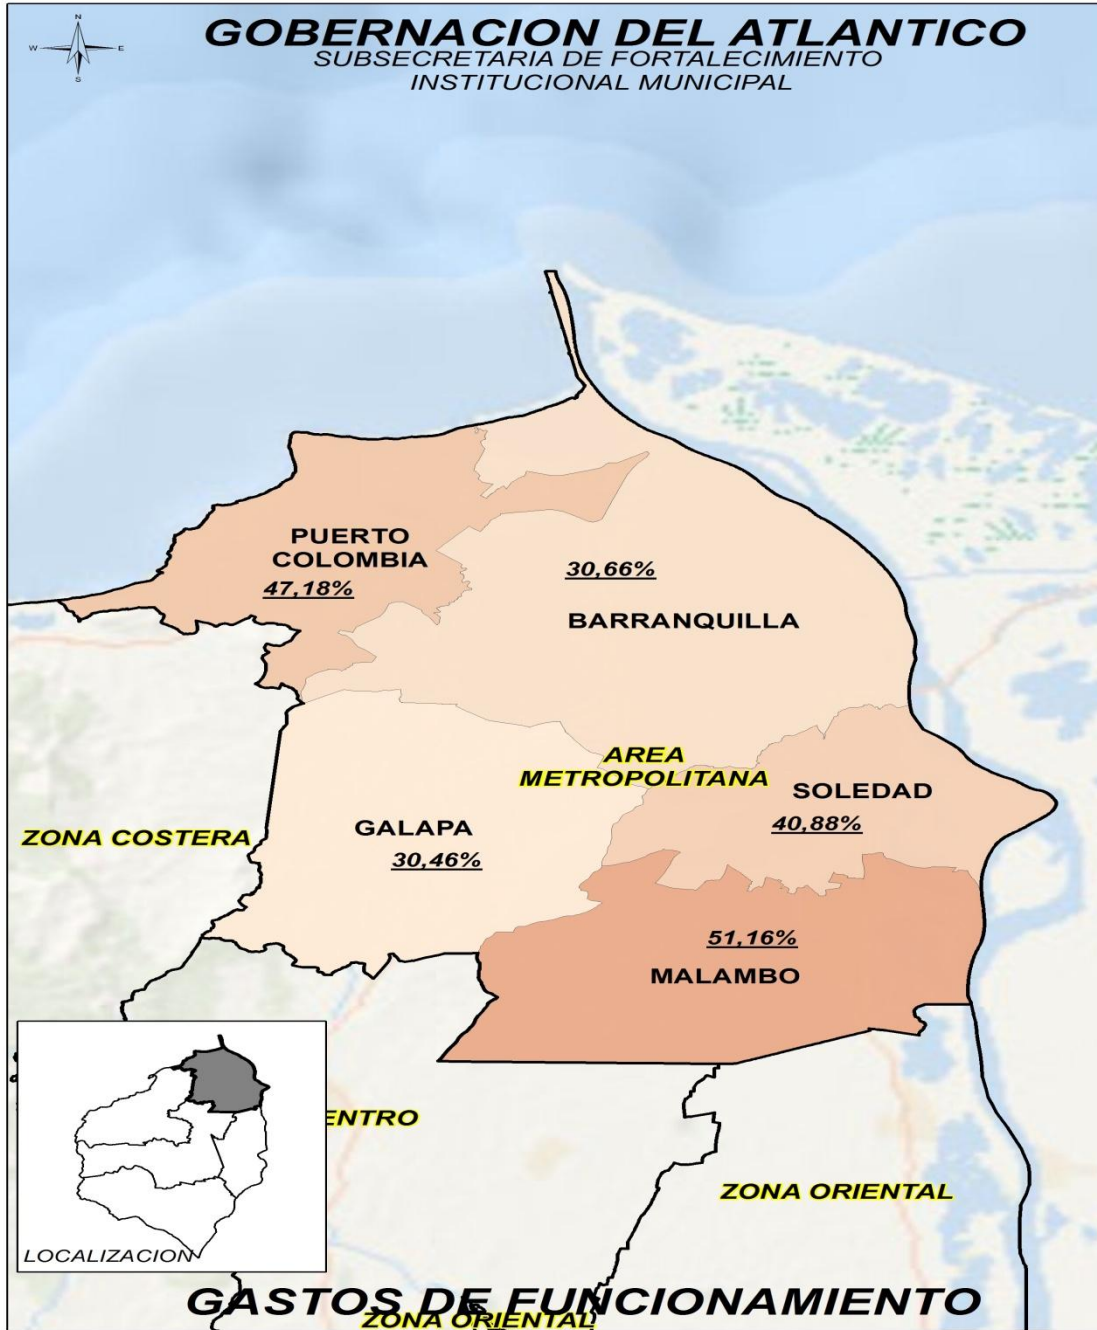 N
W
E
S
GOBERNACION DEL ATLANTICO
SUBSECRETARIA DE FORTALECIMIENTO
INSTITUCIONAL MUNICIPAL
PUERTO
COLOMBIA
47,18%
30,66%
BARRANQUILLA
AREA
METROPOLITANA
SOLEDAD
40,88%
ZONA COSTERA
GALAPA
30,46%
51,16%
MALAMBO
ENTRO
ZONA ORIENTAL
LOCALIZACION
GASTOS DE FUNCIONAMIENTO
ZONA ORIENTAL